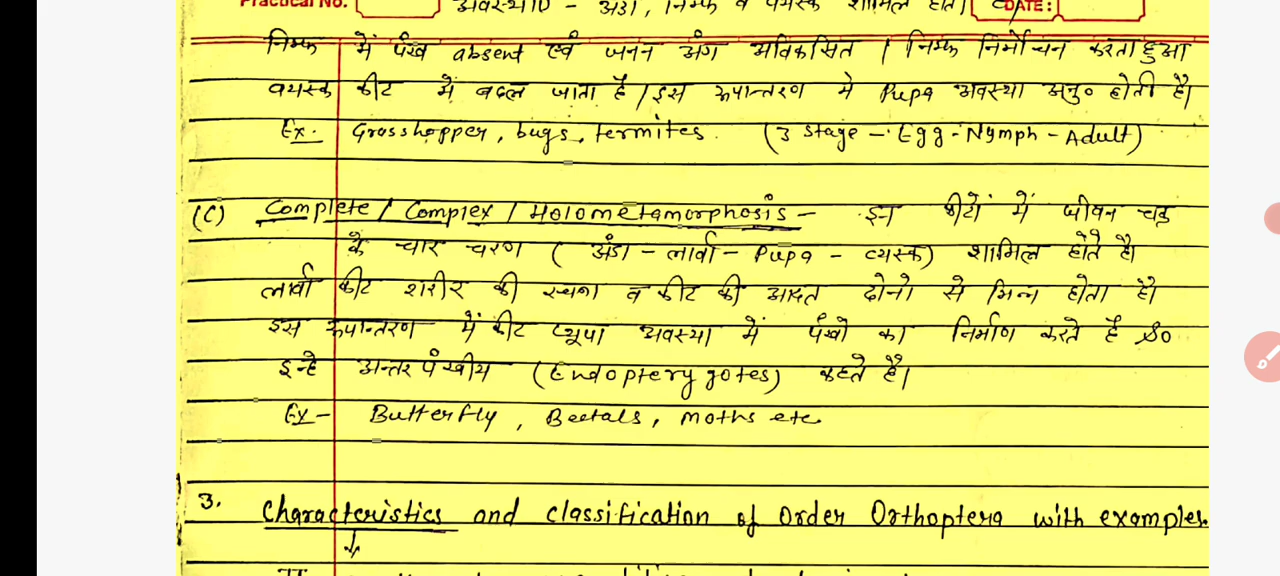 Practical No.
अवस्थाए - अंडा, निम्फ व वयस्क शामिल होते।
DATE:
निम्फ में पंख absent एवं जनन अंग अविकसित / निम्फ निर्मोचन करता हुआ
वयस्क कीट में बदल जाता है / इस रूपान्तरण मे Pupa अवस्था अनु० होती है।
Ex. Grosshopper, bugs, termites. (3 stage - Egg - Nymph - Adult)
(C) Complete / Complex / Holometamorphosis - इन कीटों में जीवन चक्र
के चार चरण ( अंडा - लार्वा - Pupa - व्यस्क) शामिल होते है।
लार्वा कीट शरीर की रचना व कीट की आदत दोनो से भिन्न होता है।
इस रूपान्तरण में कीट प्यूपा अवस्था में पंखो का निर्माण करते है so
इन्हे अन्तर पंखीय (Endopterygotes) कहते है।
Ex - Butterfly, Beetals, Moths etc.
3. Characteristics and classification of Order Orthoptera with examples.